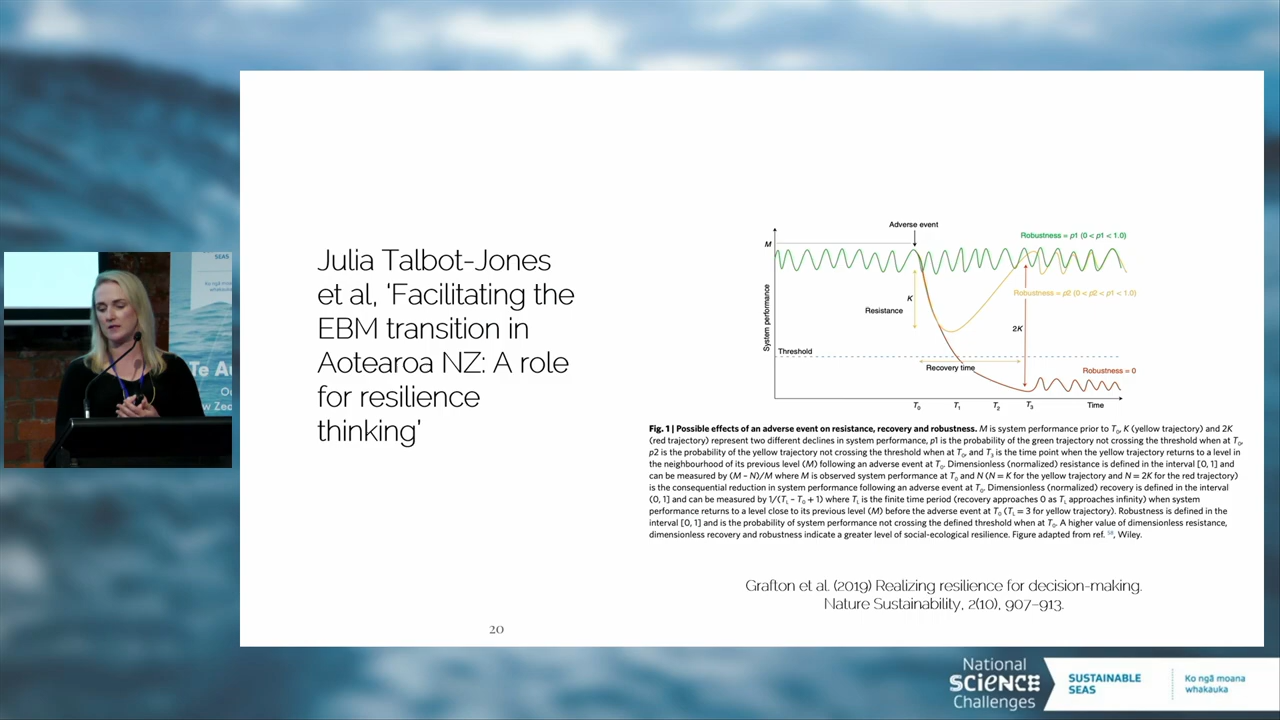 SEAS
Ko ngā moana
whakauka
Te Au
Julia Talbot-Jones
et al, 'Facilitating the
EBM transition in
Aotearoa NZ: A role
for resilience
thinking'
20
Adverse event
M
Robustness = p1 (0 < p1 < 1.0)
Robustness = p2 (0 < p2 < p1 < 1.0)
K
Resistance
2K
System performance
Threshold
Recovery time
Robustness = 0
T0 T1 T2 T3 Time
Fig. 1 | Possible effects of an adverse event on resistance, recovery and robustness. M is system performance prior to T0, K (yellow trajectory) and 2K
(red trajectory) represent two different declines in system performance, p1 is the probability of the green trajectory not crossing the threshold when at T0,
p2 is the probability of the yellow trajectory not crossing the threshold when at T0, and T3 is the time point when the yellow trajectory returns to a level in
the neighbourhood of its previous level (M) following an adverse event at T0. Dimensionless (normalized) resistance is defined in the interval [0, 1] and
can be measured by (M – N)/M where M is observed system performance at T0 and N (N = K for the yellow trajectory and N = 2K for the red trajectory)
is the consequential reduction in system performance following an adverse event at T0. Dimensionless (normalized) recovery is defined in the interval
(0, 1] and can be measured by 1/(TL – T0 + 1) where TL is the finite time period (recovery approaches 0 as TL approaches infinity) when system
performance returns to a level close to its previous level (M) before the adverse event at T0 (TL = 3 for yellow trajectory). Robustness is defined in the
interval [0, 1] and is the probability of system performance not crossing the defined threshold when at T0. A higher value of dimensionless resistance,
dimensionless recovery and robustness indicate a greater level of social-ecological resilience. Figure adapted from ref. 58, Wiley.
Grafton et al. (2019) Realizing resilience for decision-making.
Nature Sustainability, 2(10), 907–913.
National
SCIENCE
Challenges
SUSTAINABLE
SEAS
Ko ngā moana
whakauka